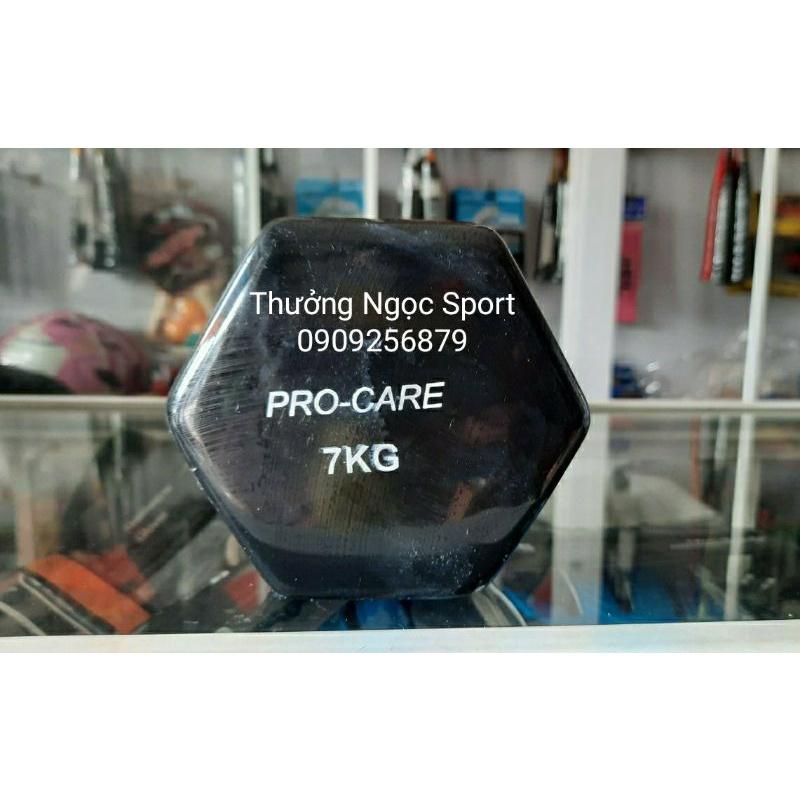 Thưởng Ngọc Sport
0909256879
PRO-CARE
7KG